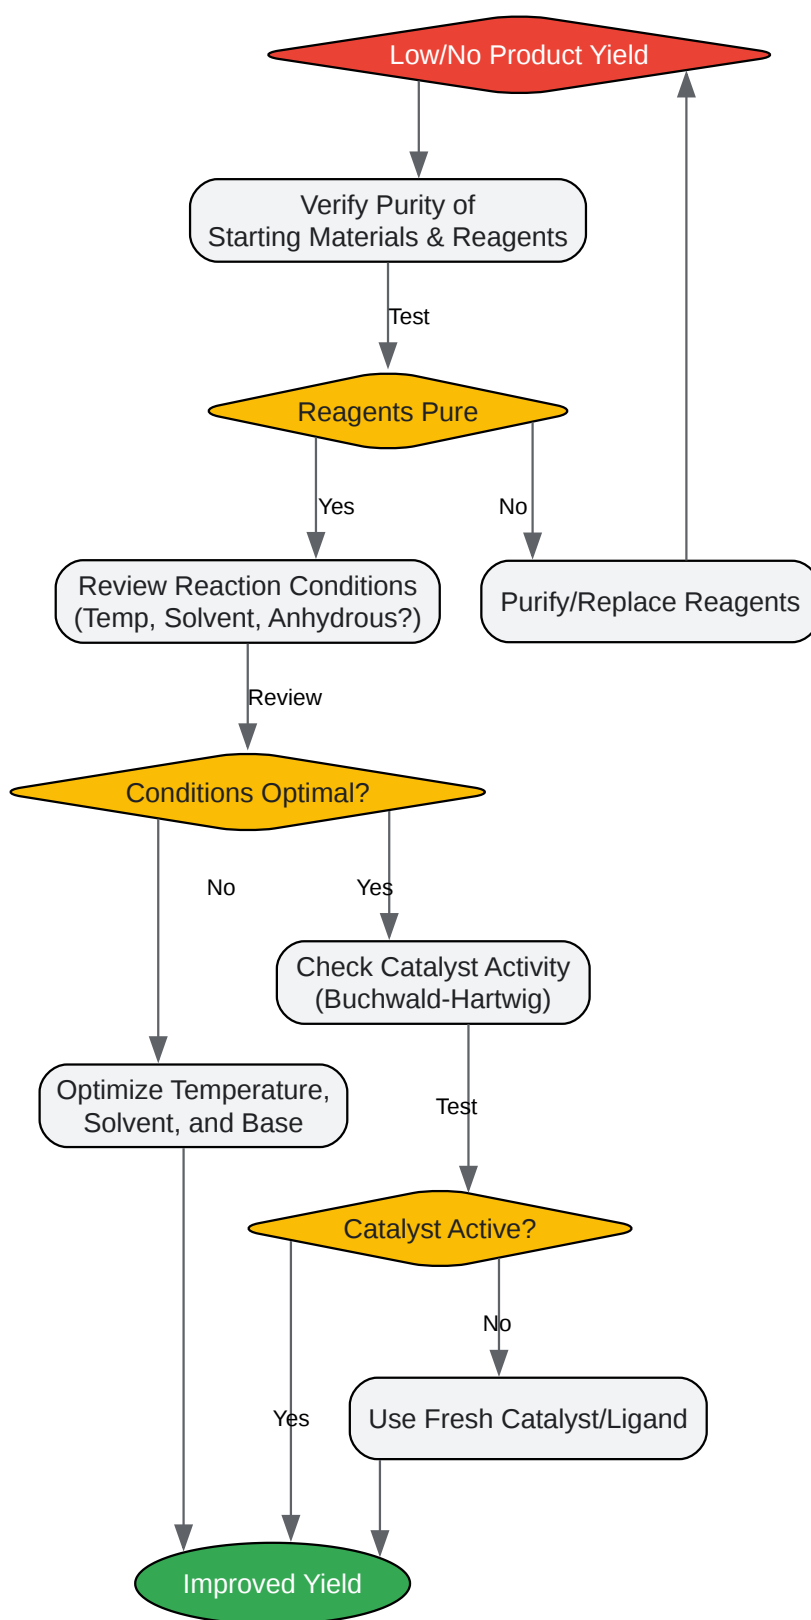 Low/No Product Yield
Verify Purity of
Starting Materials & Reagents
Test
Reagents Pure
Yes
No
Review Reaction Conditions
(Temp, Solvent, Anhydrous?)
Purify/Replace Reagents
Review
Conditions Optimal?
No
Yes
Check Catalyst Activity
(Buchwald-Hartwig)
Optimize Temperature,
Solvent, and Base
Test
Catalyst Active?
No
Yes
Use Fresh Catalyst/Ligand
Improved Yield